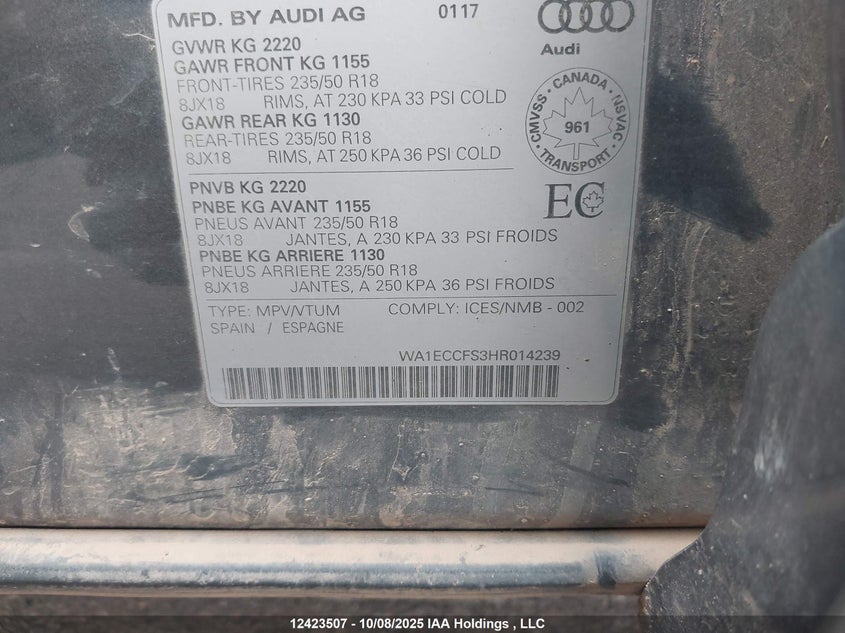 MFD. BY AUDI AG 0117
Audi
GVWR KG 2220
GAWR FRONT KG 1155
FRONT-TIRES 235/50 R18
8JX18 RIMS, AT 230 KPA 33 PSI COLD
GAWR REAR KG 1130
REAR-TIRES 235/50 R18
8JX18 RIMS, AT 250 KPA 36 PSI COLD
CMVSS - CANADA - NSVAC
961
TRANSPORT
PNVB KG 2220
PNBE KG AVANT 1155
PNEUS AVANT 235/50 R18
8JX18 JANTES, A 230 KPA 33 PSI FROIDS
PNBE KG ARRIERE 1130
PNEUS ARRIERE 235/50 R18
8JX18 JANTES, A 250 KPA 36 PSI FROIDS
EC
TYPE: MPV/VTUM COMPLY: ICES/NMB - 002
SPAIN / ESPAGNE
WA1ECCFS3HR014239
12423507 - 10/08/2025 IAA Holdings , LLC